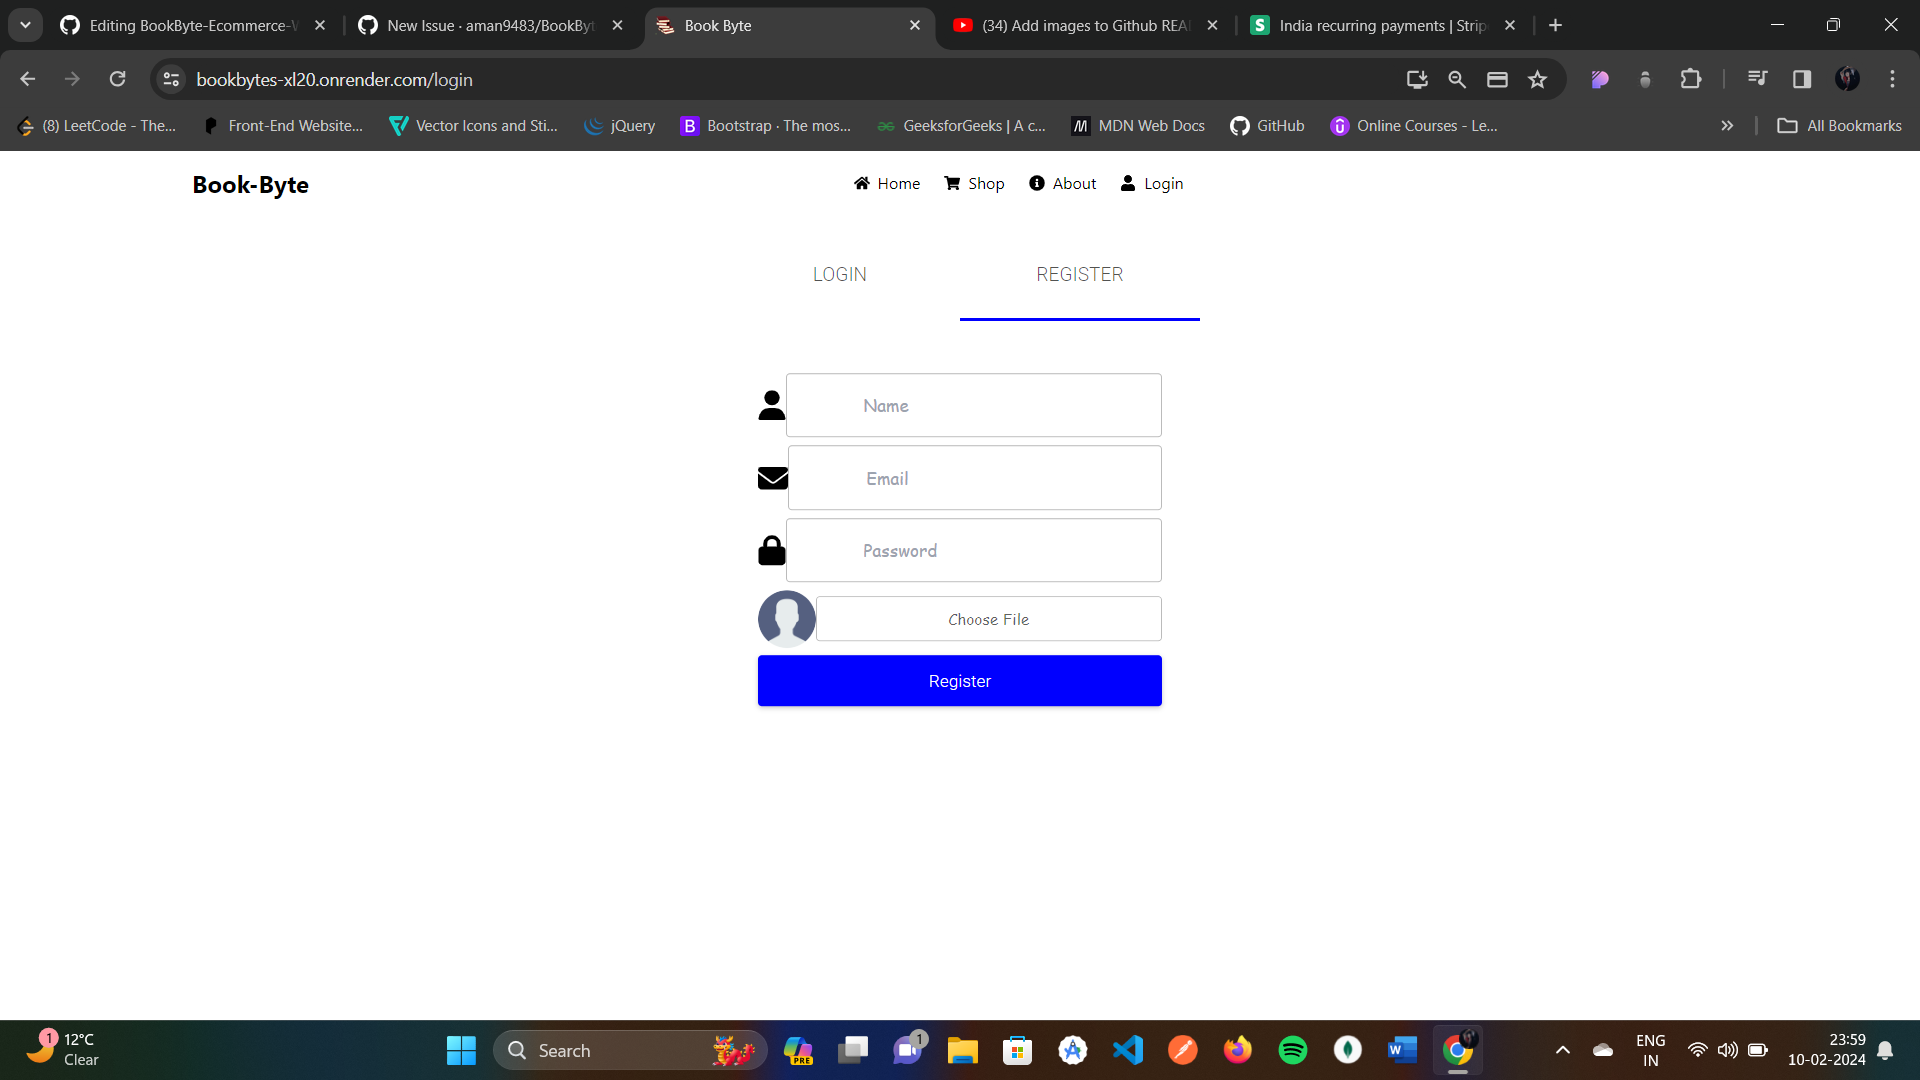 Editing BookByte-Ecommerce-W
New Issue · aman9483/BookByt
Book Byte
(34) Add images to Github REA
India recurring payments | Strip
bookbytes-xl20.onrender.com/login
(8) LeetCode - The...
Front-End Website...
Vector Icons and Sti...
jQuery
Bootstrap · The mos...
GeeksforGeeks | A c...
MDN Web Docs
GitHub
Online Courses - Le...
All Bookmarks
Book-Byte
Home
Shop
About
Login
LOGIN
REGISTER
Name
Email
Password
Choose File
Register
1
12°C
Clear
Search
PRE
1
ENG
IN
23:59
10-02-2024